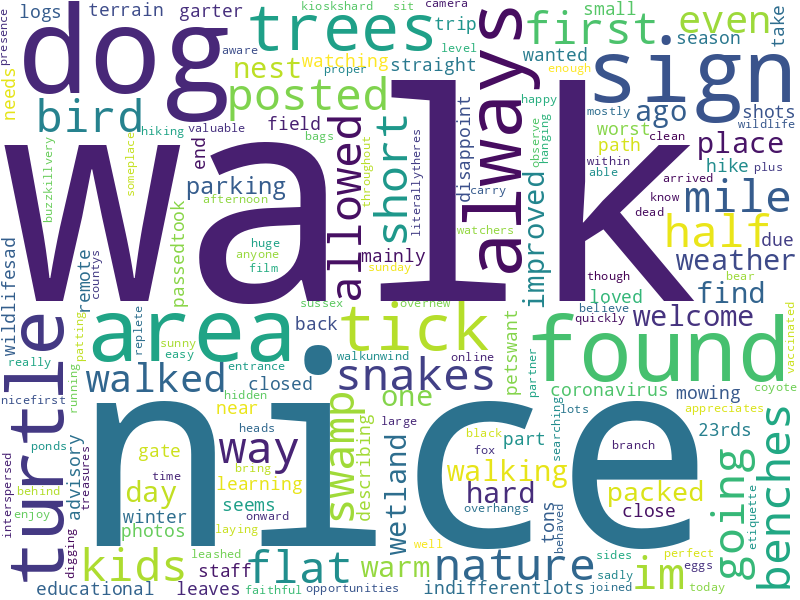 logs terrain garter kioskhard sit camera small
dog trees trip first even take
presence aware level wanted season
needs nest watching straight sign
bird posted ago shots
valuable field proper enough happy mostly wildlife
hiking bags disappoint worst clean
buzzkillvery someplace end allowed throughout short literallytheres always observe hanging path place
walk
parking carry within plus hike
afternoon able arrived mile
passedtook improved know dead
huge mainly watchers half due
wildlifesad remote countys anyone though weather
film sunday bear
back loved find
turtle area sussex overhew believe
replete sunny tick quickly welcome
patting easy entrance walkunwind online petswant partner found vaccinated
really walked closed snakes coronavirus mowing coyote
running nicefirst hidden one lots appreciates
nice
near heads large searching part 23rds benches
ponds advisory gate way swamp describing black branch
interspersed treasures day time learning wetland walking fox hard packed going etiquette
behind seems bring overhangs tons close
enjoy winter onward behaved
digging photos laying well sides perfect
kids staff flat warm nature sadly im eggs
leashed joined today
educational leaves faithful opportunities indifferentlots